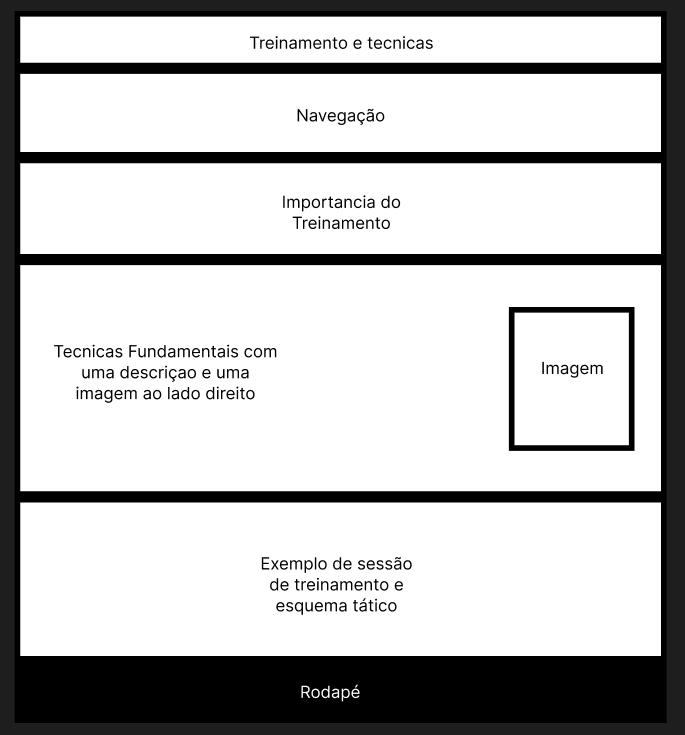 Treinamento e tecnicas
Navegação
Importancia do
Treinamento
Tecnicas Fundamentais com
uma descriçao e uma
imagem ao lado direito
Imagem
Exemplo de sessão
de treinamento e
esquema tático
Rodapé